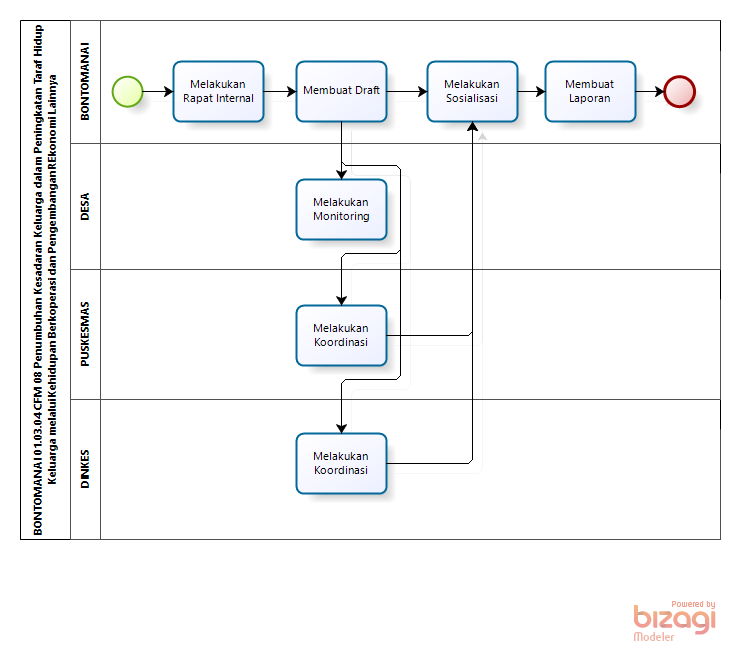 BONTOMANAI 01.03.04 CFM 08 Penumbuhan Kesadaran Keluarga dalam Peningkatan Taraf Hidup
Keluarga melaluiKehidupan Berkoperasi dan PengembanganREkonomi Lainnya
BONTOMANAI
Melakukan
Rapat Internal
Membuat Draft
Melakukan
Sosialisasi
Membuat
Laporan
DESA
Melakukan
Monitoring
PUSKESMAS
Melakukan
Koordinasi
DINKES
Melakukan
Koordinasi
Powered by
bizagi
Modeler